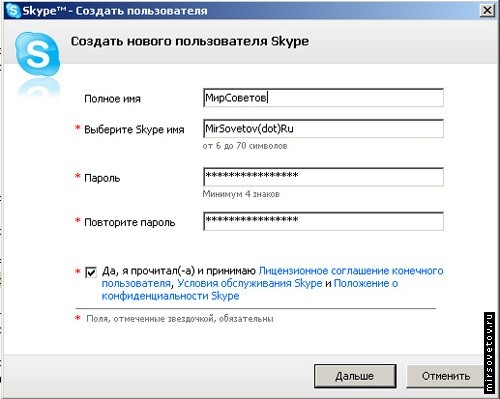 Skype™ - Создать пользователя
S
Создать нового пользователя Skype
Полное имя
МирСоветов
* Выберите Skype имя
MirSovetov(dot)Ru
от 6 до 70 символов
* Пароль
****************
Минимум 4 знаков
* Повторите пароль
****************
* Да, я прочитал(-а) и принимаю Лицензионное соглашение конечного
пользователя, Условия обслуживания Skype и Положение о
конфиденциальности Skype
* Поля, отмеченные звездочкой, обязательны
Дальше
Отменить
mirsovetov.ru